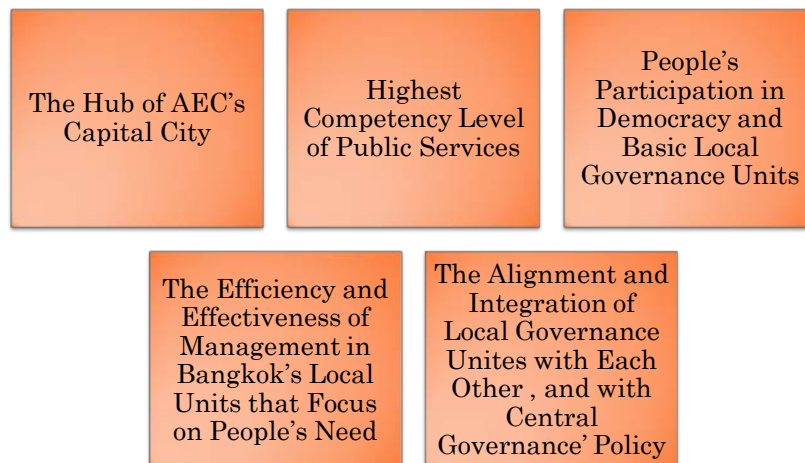 The Hub of AEC's
Capital City
Highest
Competency Level
of Public Services
People's
Participation in
Democracy and
Basic Local
Governance Units
The Efficiency and
Effectiveness of
Management in
Bangkok's Local
Units that Focus
on People's Need
The Alignment and
Integration of
Local Governance
Unites with Each
Other , and with
Central
Governance' Policy